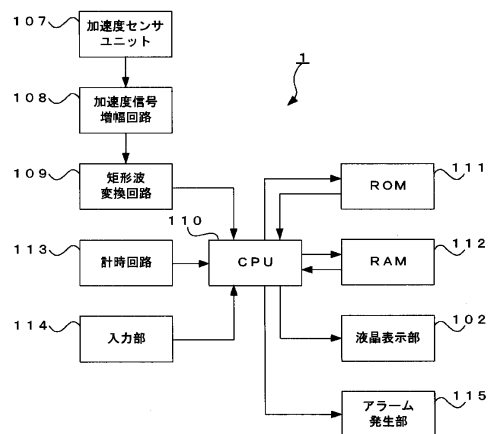 107
加速度センサ
ユニット
1
108
加速度信号
増幅回路
109
矩形波
変換回路
111
ROM
110
CPU
113
計時回路
112
RAM
114
入力部
102
液晶表示部
115
アラーム
発生部